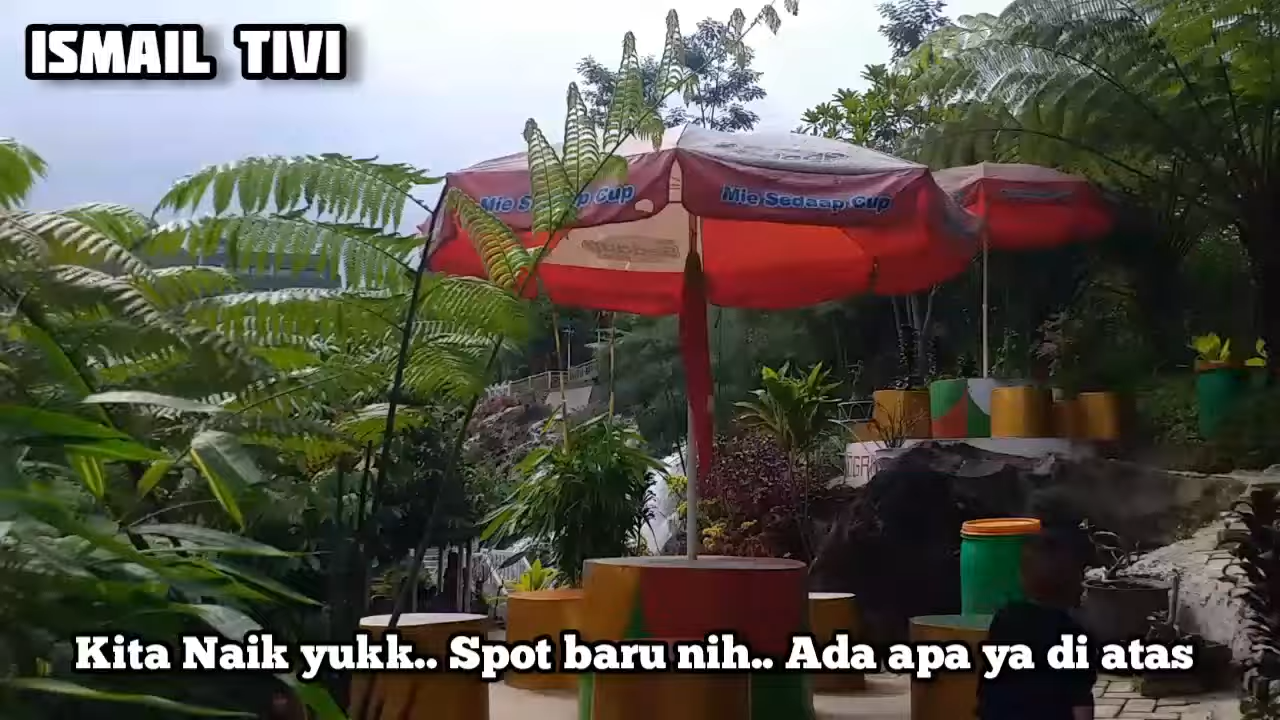 ISMAIL TIVI
Mie Sedaap Cup
Mie Sedaap Cup
Kita Naik yukk.. Spot baru nih.. Ada apa ya di atas